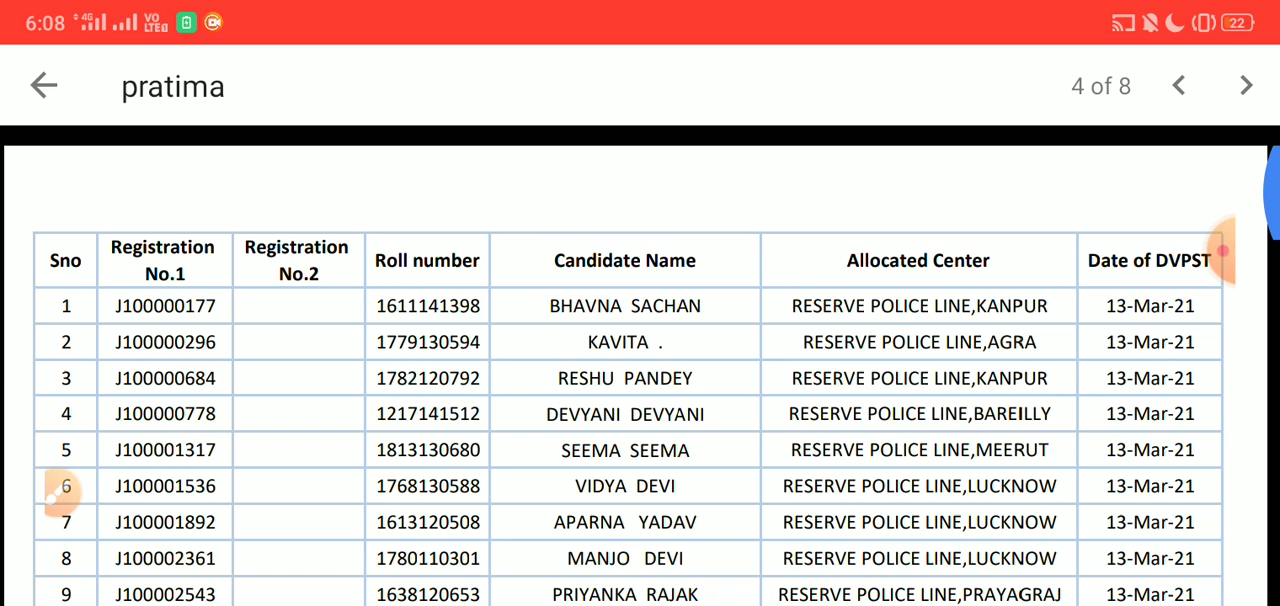 6:08 4G VO LTE 22
pratima 4 of 8
Sno Registration No.1 Registration No.2 Roll number Candidate Name Allocated Center Date of DVPST
1 J100000177 1611141398 BHAVNA SACHAN RESERVE POLICE LINE,KANPUR 13-Mar-21
2 J100000296 1779130594 KAVITA . RESERVE POLICE LINE,AGRA 13-Mar-21
3 J100000684 1782120792 RESHU PANDEY RESERVE POLICE LINE,KANPUR 13-Mar-21
4 J100000778 1217141512 DEVYANI DEVYANI RESERVE POLICE LINE,BAREILLY 13-Mar-21
5 J100001317 1813130680 SEEMA SEEMA RESERVE POLICE LINE,MEERUT 13-Mar-21
6 J100001536 1768130588 VIDYA DEVI RESERVE POLICE LINE,LUCKNOW 13-Mar-21
7 J100001892 1613120508 APARNA YADAV RESERVE POLICE LINE,LUCKNOW 13-Mar-21
8 J100002361 1780110301 MANJO DEVI RESERVE POLICE LINE,LUCKNOW 13-Mar-21
9 J100002543 1638120653 PRIYANKA RAJAK RESERVE POLICE LINE,PRAYAGRAJ 13-Mar-21